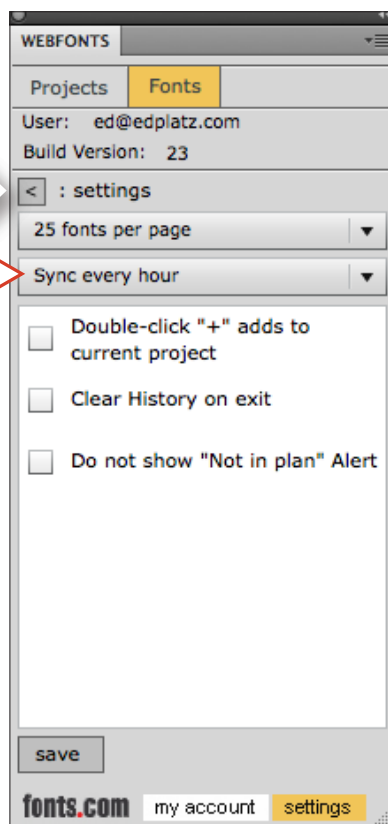 WEBFONTS
Projects Fonts
User: ed@edplatz.com
Build Version: 23
< : settings
25 fonts per page
Sync every hour
Double-click "+" adds to
current project
Clear History on exit
Do not show "Not in plan" Alert
save
fonts.com my account settings